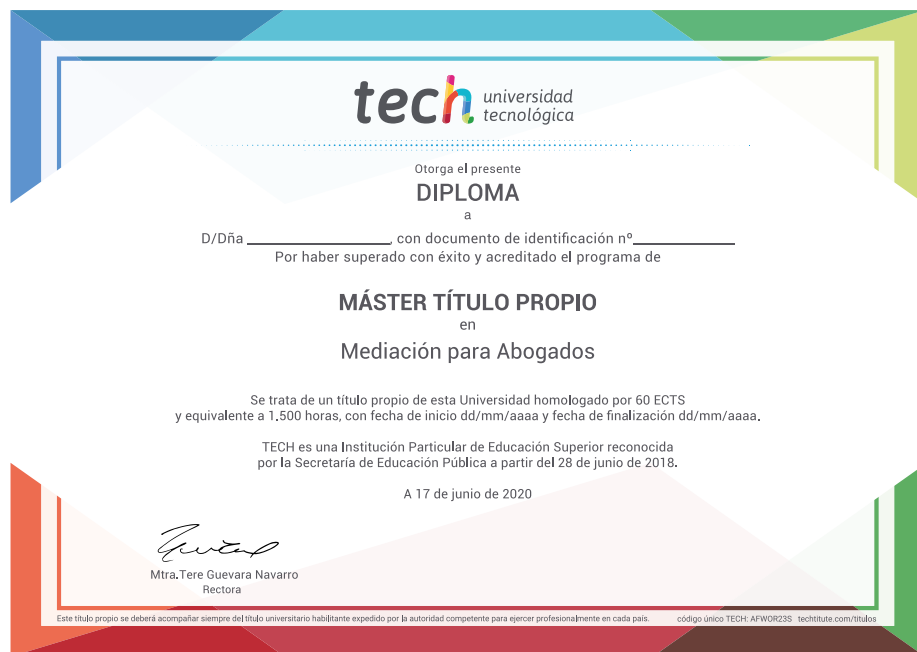 tech universidad
tecnológica
Otorga el presente
DIPLOMA
a
D/Dña ______________, con documento de identificación nº__________
Por haber superado con éxito y acreditado el programa de
MÁSTER TÍTULO PROPIO
en
Mediación para Abogados
Se trata de un título propio de esta Universidad homologado por 60 ECTS
y equivalente a 1.500 horas, con fecha de inicio dd/mm/aaaa y fecha de finalización dd/mm/aaaa.
TECH es una Institución Particular de Educación Superior reconocida
por la Secretaría de Educación Pública a partir del 28 de junio de 2018.
A 17 de junio de 2020
Mtra.Tere Guevara Navarro
Rectora
Este título propio se deberá acompañar siempre del título universitario habilitante expedido por la autoridad competente para ejercer profesionalmente en cada país. código único TECH: AFWOR23S techtitute.com/titulos